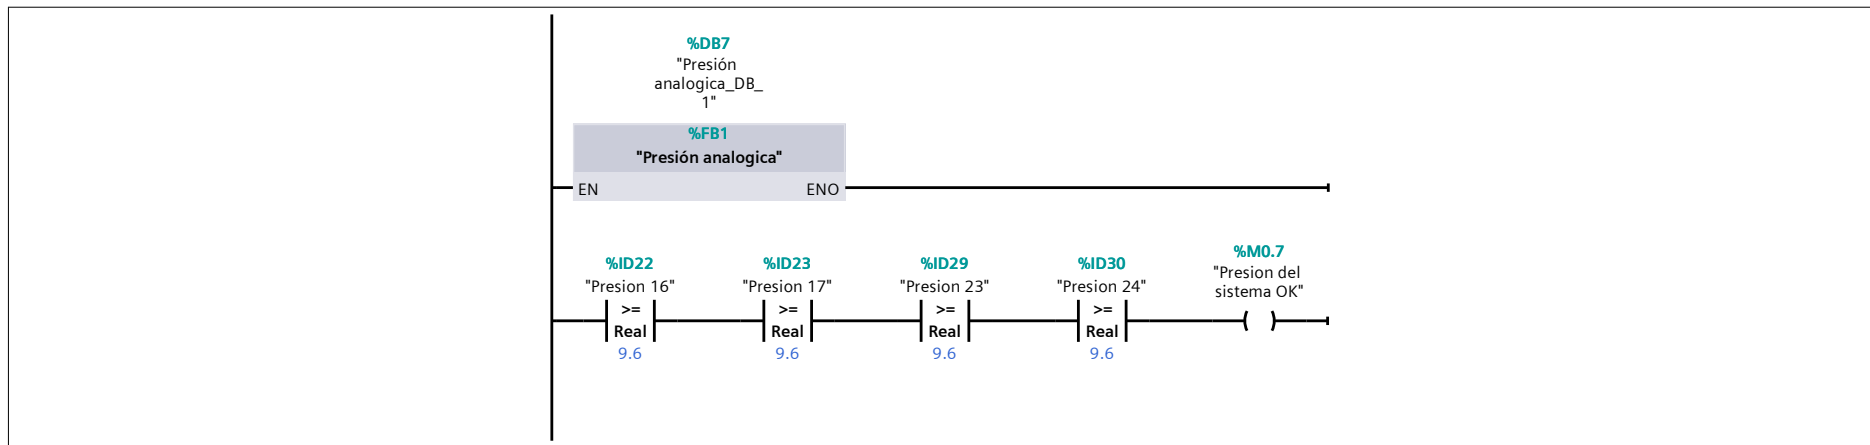 %DB7
"Presión
analogica_DB_
1"
%FB1
"Presión analogica"
EN ENO
%ID22 %ID23 %ID29 %ID30 %M0.7
"Presion 16" "Presion 17" "Presion 23" "Presion 24" "Presion del
sistema OK"
>= >= >= >=
Real Real Real Real
9.6 9.6 9.6 9.6